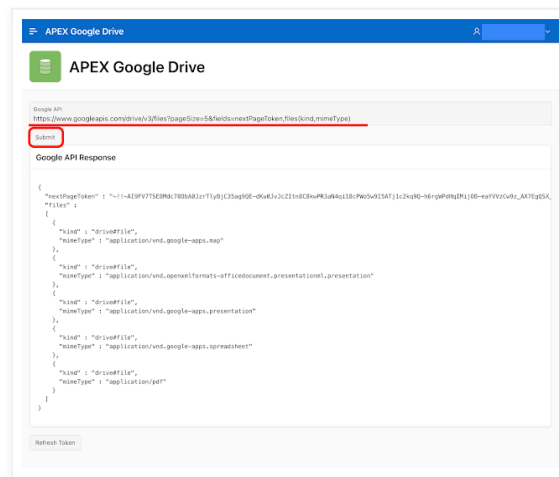 APEX Google Drive
APEX Google Drive
Google API
https://www.googleapis.com/drive/v3/files?pageSize=5&fields=nextPageToken,files(kind,mimeType)
Submit
Google API Response
{
"nextPageToken" :
"files" :
[
{
"kind" : "drive#file",
"mimeType" : "application/vnd.google-apps.map"
},
{
"kind" : "drive#file",
"mimeType" : "application/vnd.openxmlformats-officedocument.presentationml.presentation"
},
{
"kind" : "drive#file",
"mimeType" : "application/vnd.google-apps.presentation"
},
{
"kind" : "drive#file",
"mimeType" : "application/vnd.google-apps.spreadsheet"
},
{
"kind" : "drive#file",
"mimeType" : "application/pdf"
}
]
}
Refresh Token